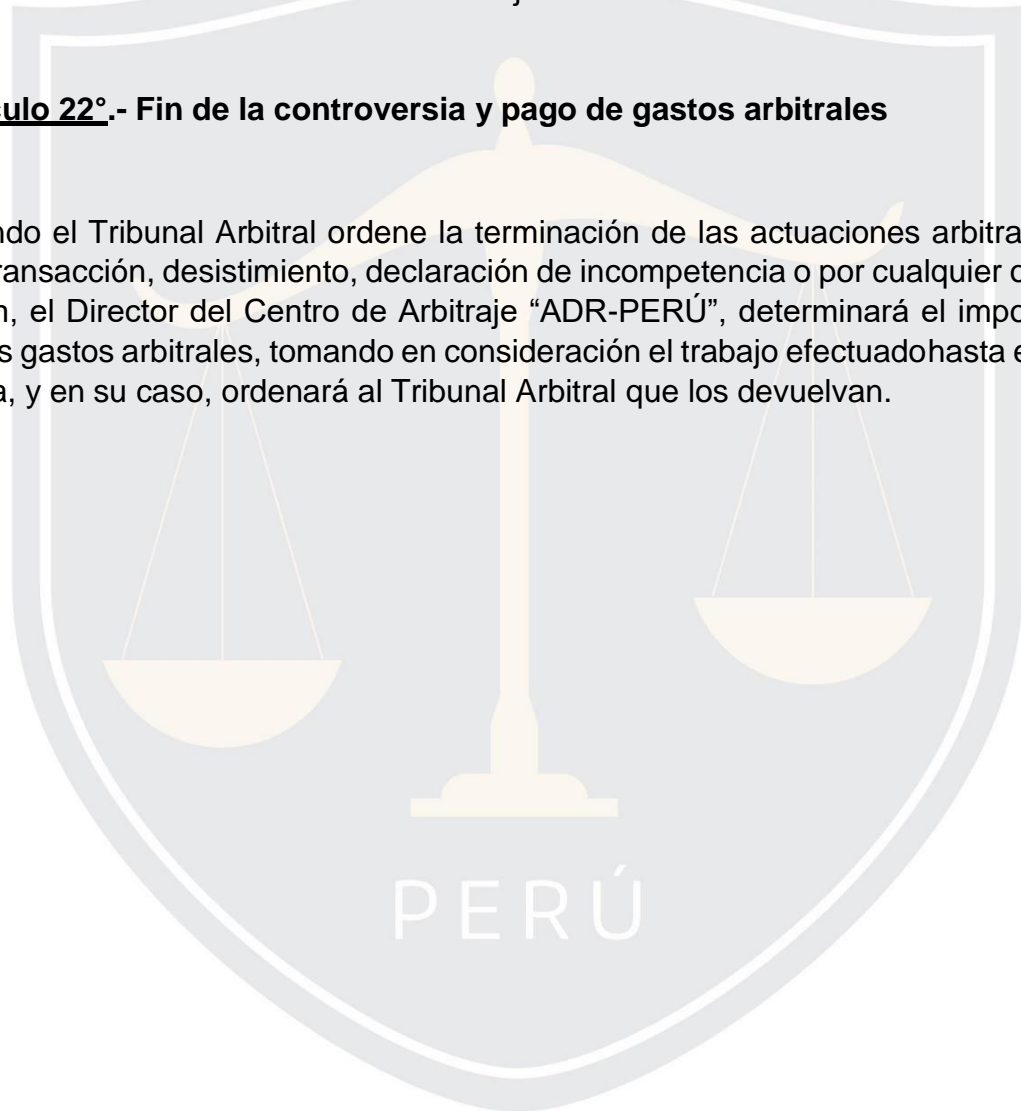 culo 22°.- Fin de la controversia y pago de gastos arbitrales
ndo el Tribunal Arbitral ordene la terminación de las actuaciones arbitra
ransacción, desistimiento, declaración de incompetencia o por cualquier
n, el Director del Centro de Arbitraje “ADR-PERÚ”, determinará el impo
s gastos arbitrales, tomando en consideración el trabajo efectuadohasta e
a, y en su caso, ordenará al Tribunal Arbitral que los devuelvan.
PERÚ